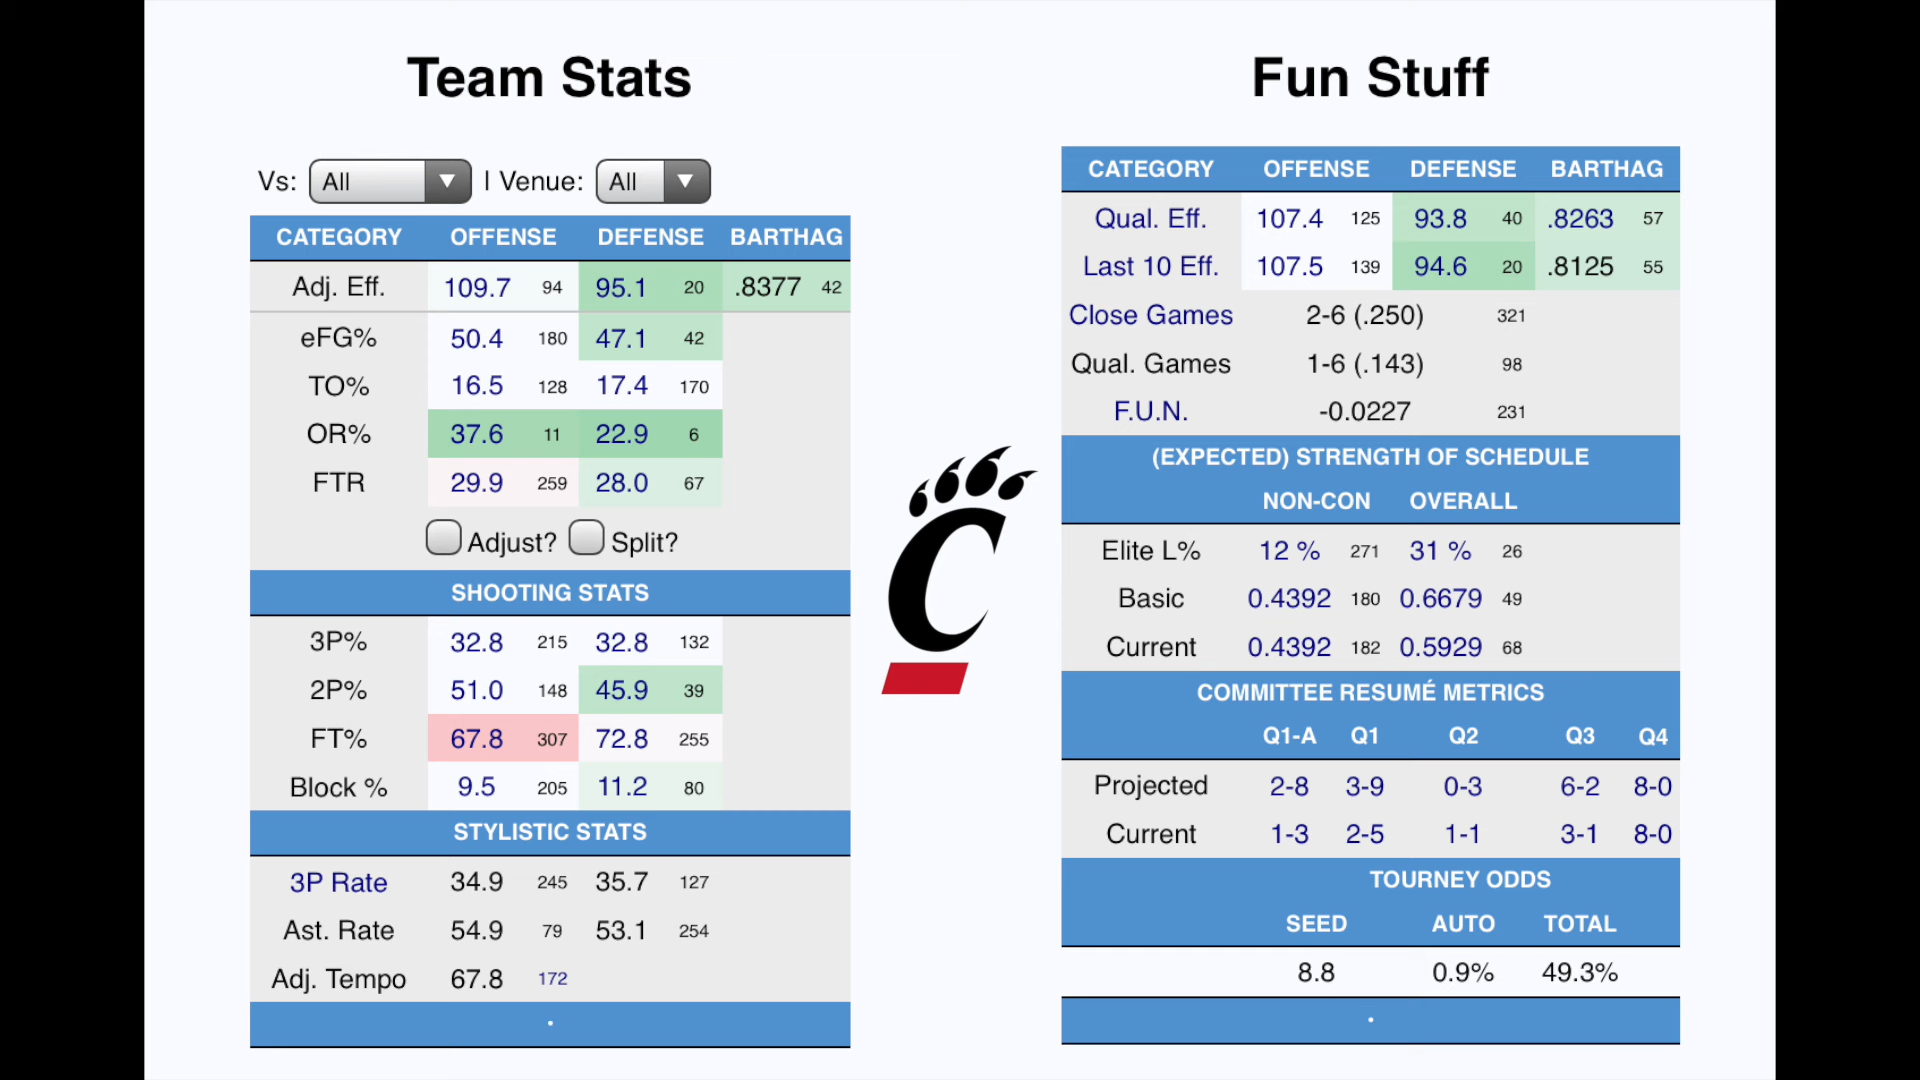 Team Stats
Vs: All | Venue: All
CATEGORY OFFENSE DEFENSE BARTHAG
Adj. Eff. 109.7 94 95.1 20 .8377 42
eFG% 50.4 180 47.1 42
TO% 16.5 128 17.4 170
OR% 37.6 11 22.9 6
FTR 29.9 259 28.0 67
Adjust? Split?
SHOOTING STATS
3P% 32.8 215 32.8 132
2P% 51.0 148 45.9 39
FT% 67.8 307 72.8 255
Block % 9.5 205 11.2 80
STYLISTIC STATS
3P Rate 34.9 245 35.7 127
Ast. Rate 54.9 79 53.1 254
Adj. Tempo 67.8 172
.
C
Fun Stuff
CATEGORY OFFENSE DEFENSE BARTHAG
Qual. Eff. 107.4 125 93.8 40 .8263 57
Last 10 Eff. 107.5 139 94.6 20 .8125 55
Close Games 2-6 (.250) 321
Qual. Games 1-6 (.143) 98
F.U.N. -0.0227 231
(EXPECTED) STRENGTH OF SCHEDULE
NON-CON OVERALL
Elite L% 12 % 271 31 % 26
Basic 0.4392 180 0.6679 49
Current 0.4392 182 0.5929 68
COMMITTEE RESUMÉ METRICS
Q1-A Q1 Q2 Q3 Q4
Projected 2-8 3-9 0-3 6-2 8-0
Current 1-3 2-5 1-1 3-1 8-0
TOURNEY ODDS
SEED AUTO TOTAL
8.8 0.9% 49.3%
.